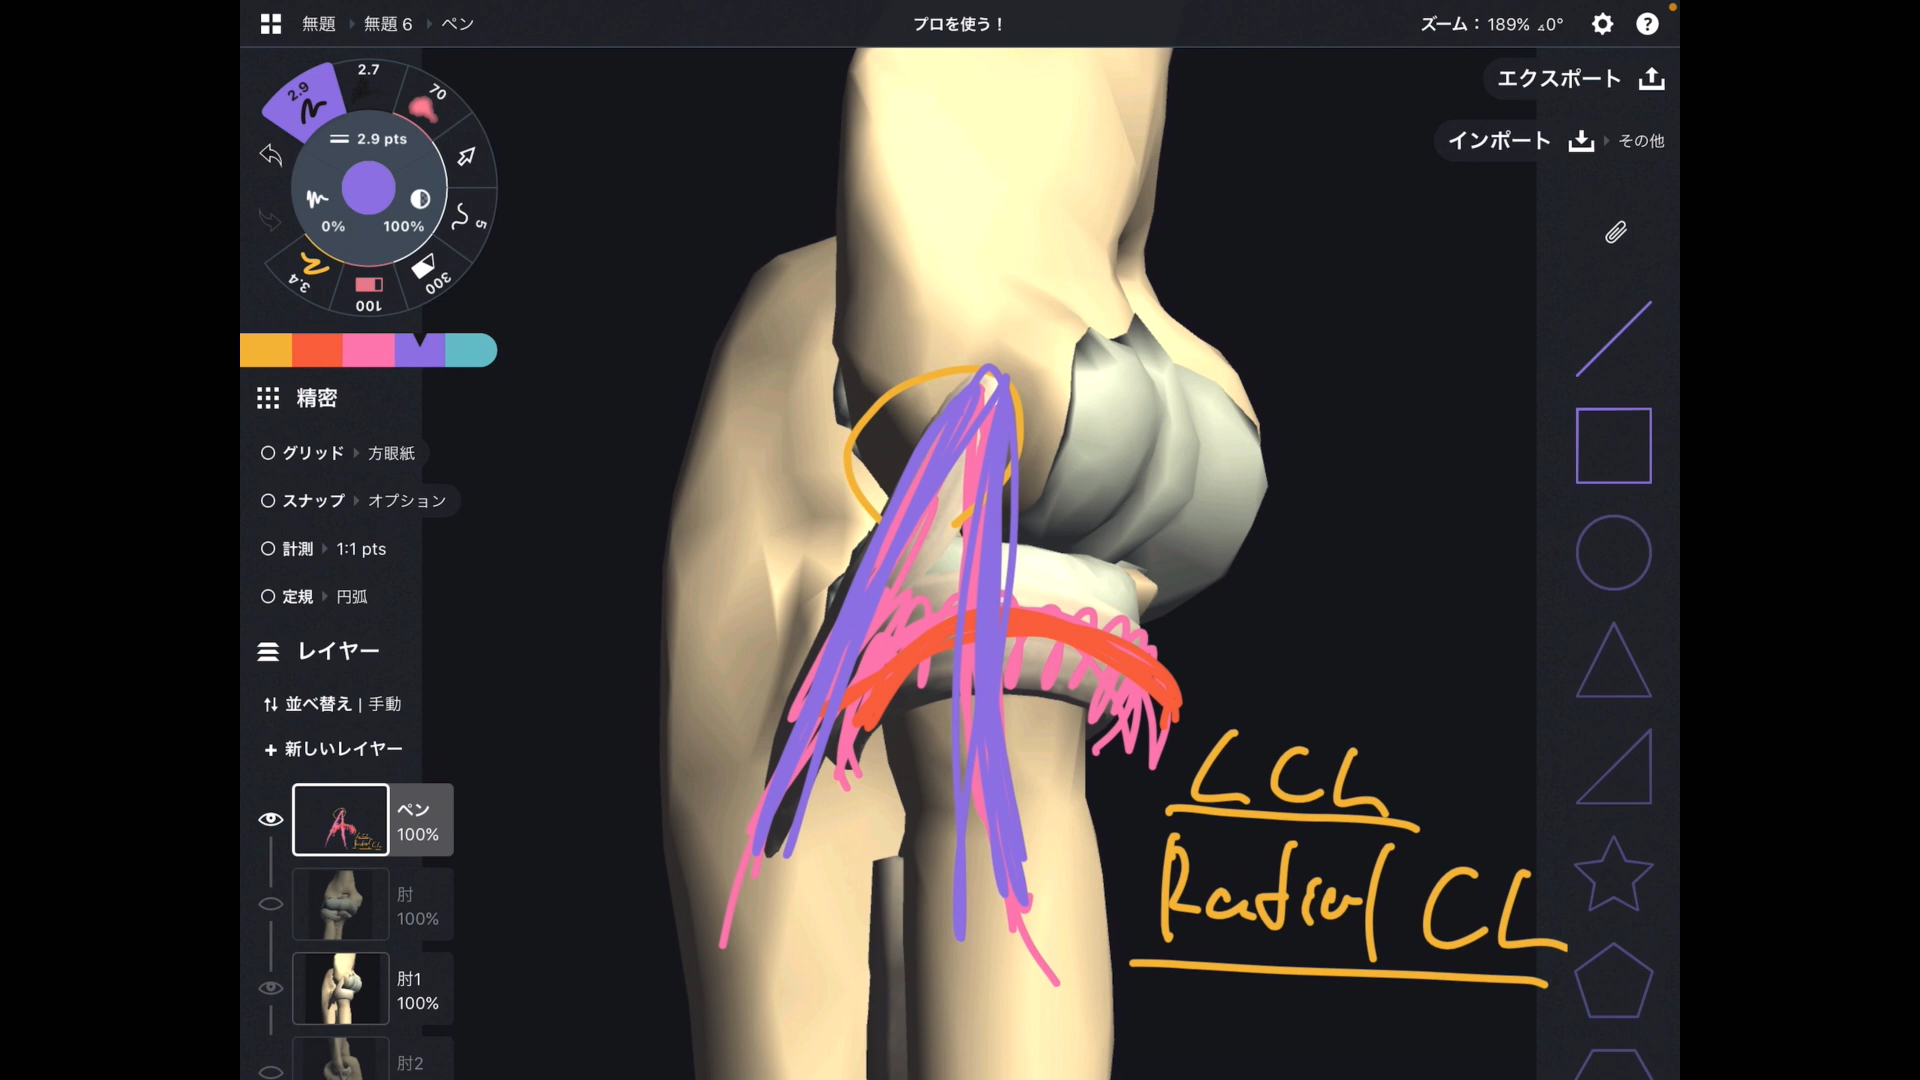 無題 無題 6 ペン
プロを使う！
ズーム：189% ⊿0°
エクスポート
インポート その他
2.9
2.7
70
5
300
100
3.4
2.9 pts
0% 100%
精密
グリッド 方眼紙
スナップ オプション
計測 1:1 pts
定規 円弧
レイヤー
並べ替え | 手動
+ 新しいレイヤー
ペン
100%
肘
100%
肘1
100%
肘2
LCL
Radial CL